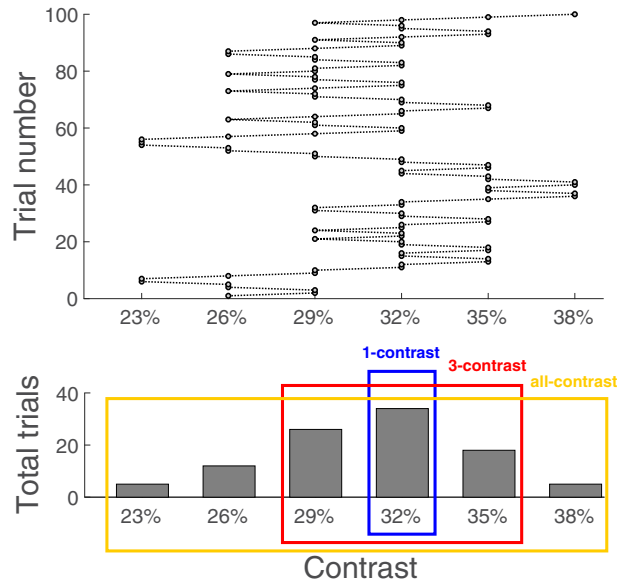 Trial number
100
80
60
40
20
0
23% 26% 29% 32% 35% 38%
1-contrast
3-contrast
all-contrast
Total trials
40
20
0
23% 26% 29% 32% 35% 38%
Contrast